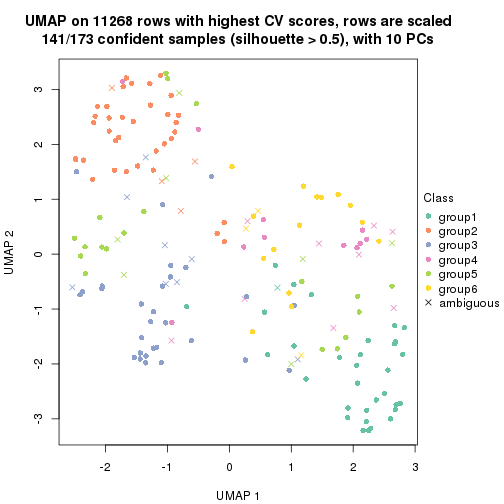 UMAP on 11268 rows with highest CV scores, rows are scaled
141/173 confident samples (silhouette > 0.5), with 10 PCs
3
2
1
0
-1
-2
-3
UMAP 2
-2
-1
0
1
2
3
UMAP 1
Class
group1
group2
group3
group4
group5
group6
ambiguous